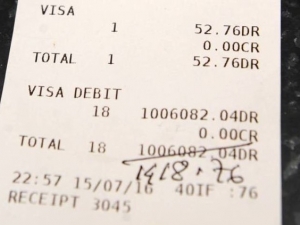 VISA
1 52.76DR
0.00CR
TOTAL 1 52.76DR
VISA DEBIT
18 1006082.04DR
0.00CR
TOTAL 18 1006082.04DR
1418.76
22:57 15/07/16 40IF :76
RECEIPT 3045